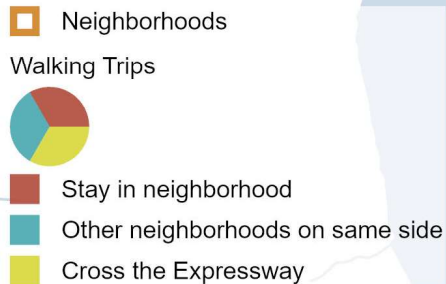 Neighborhoods
Walking Trips
Stay in neighborhood
Other neighborhoods on same side
Cross the Expressway